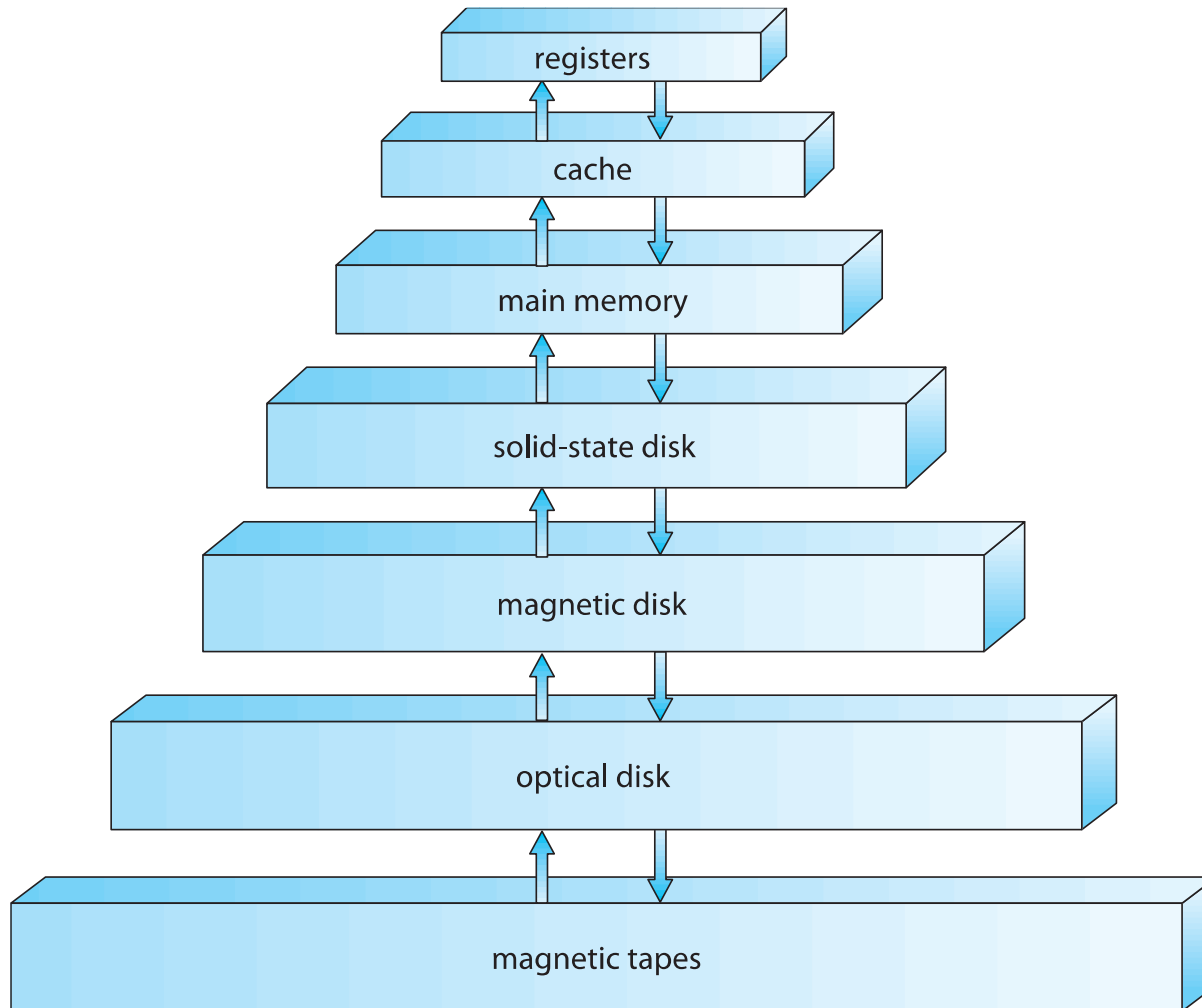 registers
cache
main memory
solid-state disk
magnetic disk
optical disk
magnetic tapes